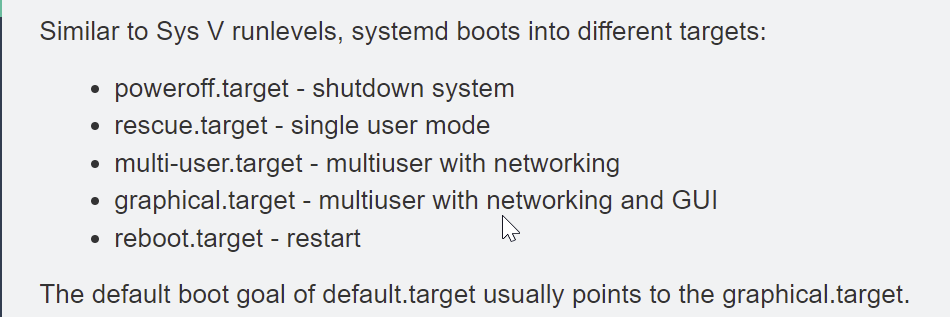 Similar to Sys V runlevels, systemd boots into different targets:
• poweroff.target - shutdown system
• rescue.target - single user mode
• multi-user.target - multiuser with networking
• graphical.target - multiuser with networking and GUI
• reboot.target - restart
The default boot goal of default.target usually points to the graphical.target.